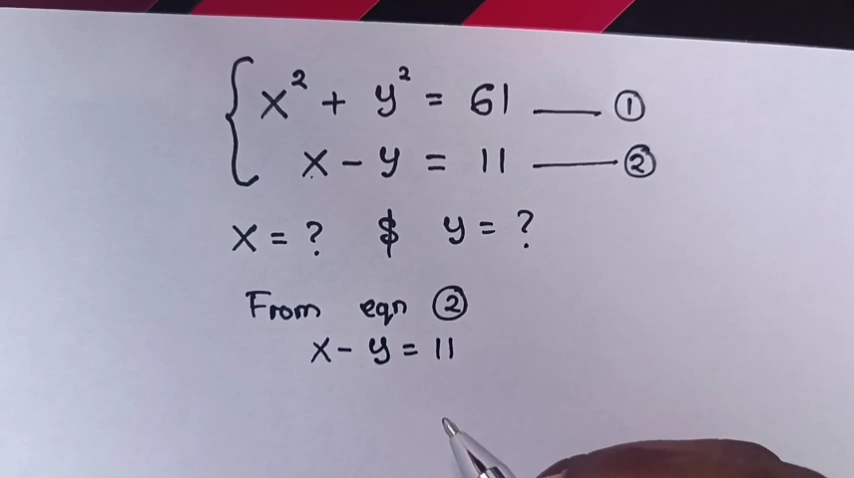 x² + y² = 61 —— ①
x - y = 11 —— ②
x = ? $ y = ?
From eqn ②
x - y = 11